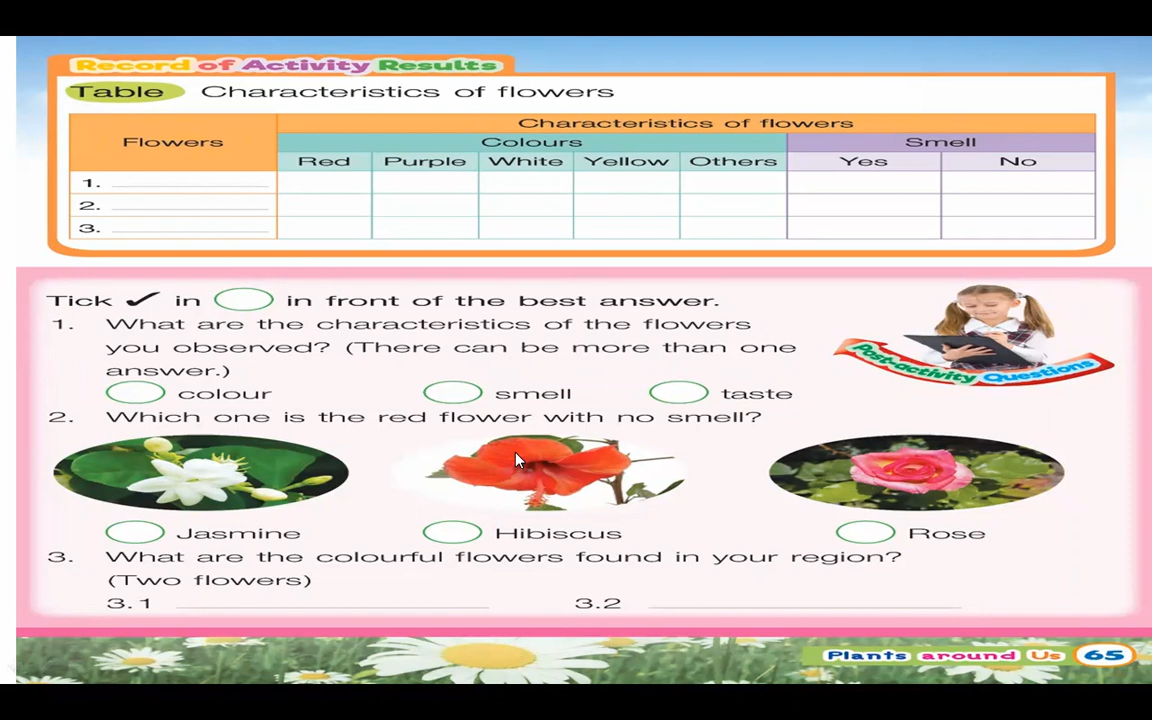 Record of Activity Results
Table Characteristics of flowers
Flowers
Characteristics of flowers
Colours
Smell
Red Purple White Yellow Others Yes No
1.
2.
3.
Tick ✓ in in front of the best answer.
1. What are the characteristics of the flowers
you observed? (There can be more than one
answer.)
colour smell taste
Post-activity Questions
2. Which one is the red flower with no smell?
Jasmine Hibiscus Rose
3. What are the colourful flowers found in your region?
(Two flowers)
3.1 3.2
Plants around Us 65